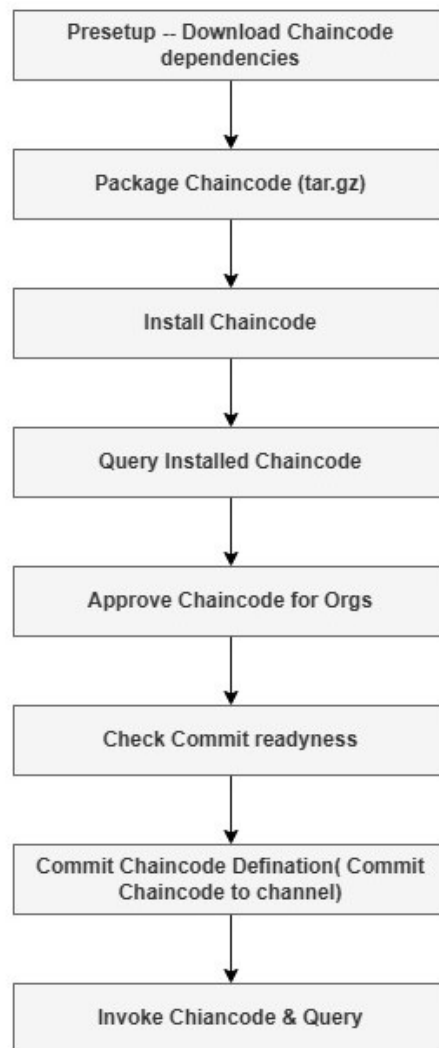 Presetup -- Download Chaincode
dependencies
Package Chaincode (tar.gz)
Install Chaincode
Query Installed Chaincode
Approve Chaincode for Orgs
Check Commit readyness
Commit Chaincode Defination( Commit
Chaincode to channel)
Invoke Chiancode & Query